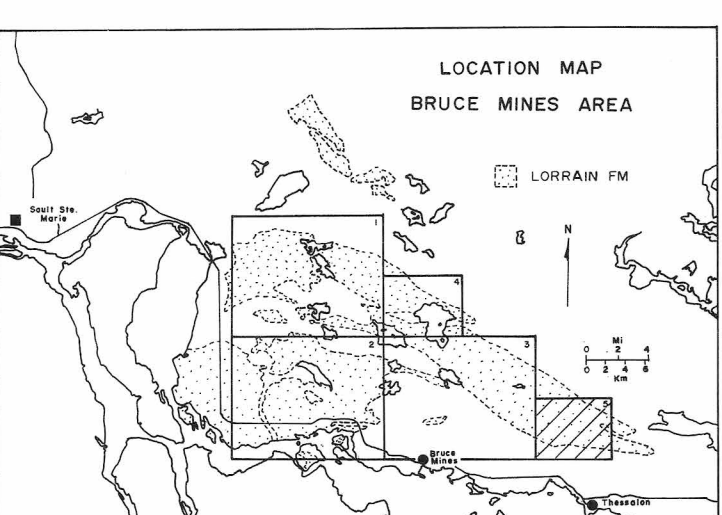 LOCATION MAP
BRUCE MINES AREA
LORRAIN FM
Sault Ste.
Marie
N
1
4
2
3
5
Mi
0 2 4
0 2 4 6
Km
Bruce
Mines
Thessalon